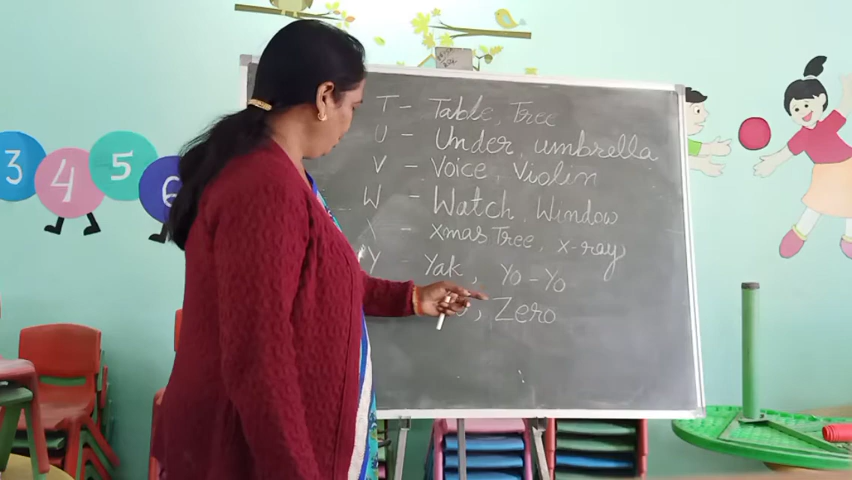 3 4 5 6
T - Table, Tree
U - Under, umbrella
V - Voice, Violin
W - Watch, Window
X - xmas Tree, x-ray
Y - Yak, Yo-Yo
, Zero